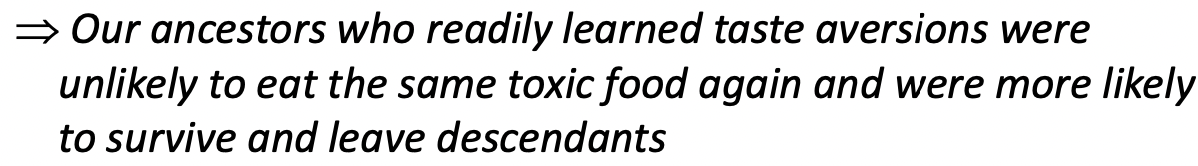 ⇒ Our ancestors who readily learned taste aversions were
unlikely to eat the same toxic food again and were more likely
to survive and leave descendants